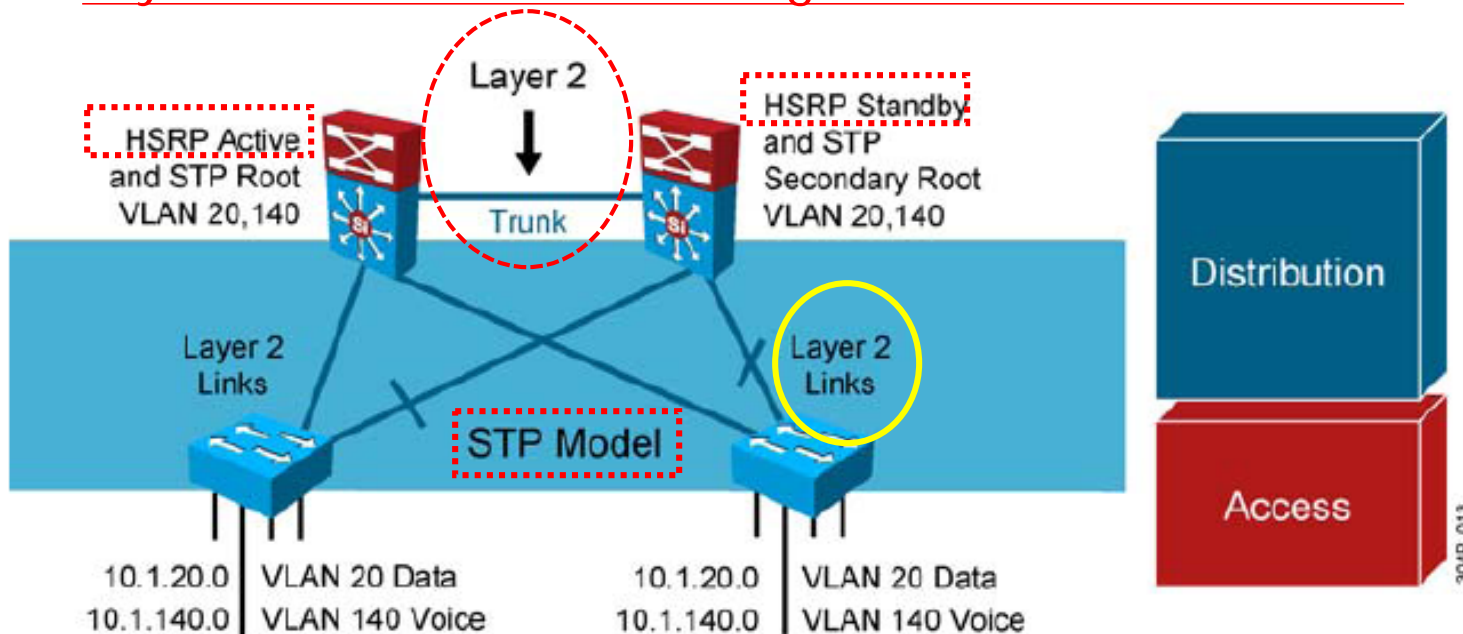 Layer 2
HSRP Active
and STP Root
VLAN 20,140
HSRP Standby
and STP
Secondary Root
VLAN 20,140
Trunk
Si
Si
Distribution
Layer 2
Links
Layer 2
Links
STP Model
Access
10.1.20.0 VLAN 20 Data
10.1.140.0 VLAN 140 Voice
10.1.20.0 VLAN 20 Data
10.1.140.0 VLAN 140 Voice